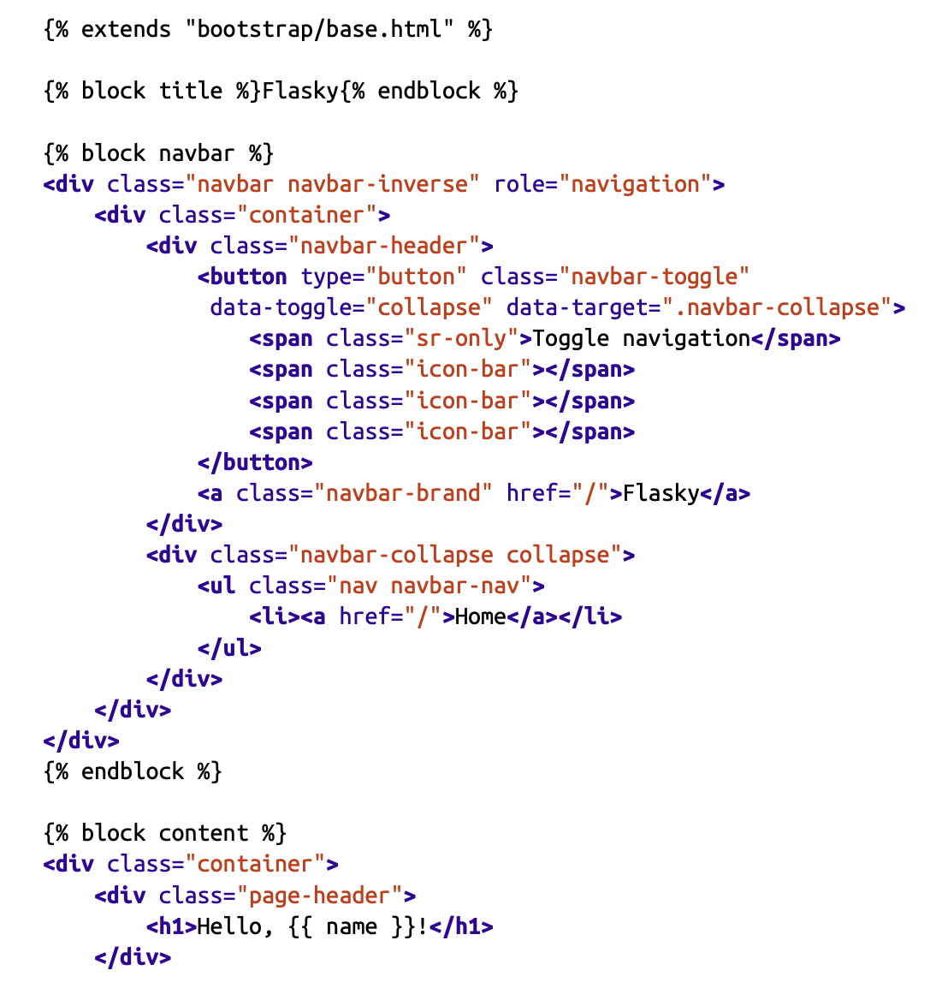 {% extends "bootstrap/base.html" %}

{% block title %}Flasky{% endblock %}

{% block navbar %}
<div class="navbar navbar-inverse" role="navigation">
    <div class="container">
        <div class="navbar-header">
            <button type="button" class="navbar-toggle"
             data-toggle="collapse" data-target=".navbar-collapse">
                <span class="sr-only">Toggle navigation</span>
                <span class="icon-bar"></span>
                <span class="icon-bar"></span>
                <span class="icon-bar"></span>
            </button>
            <a class="navbar-brand" href="/">Flasky</a>
        </div>
        <div class="navbar-collapse collapse">
            <ul class="nav navbar-nav">
                <li><a href="/">Home</a></li>
            </ul>
        </div>
    </div>
</div>
{% endblock %}

{% block content %}
<div class="container">
    <div class="page-header">
        <h1>Hello, {{ name }}!</h1>
    </div>